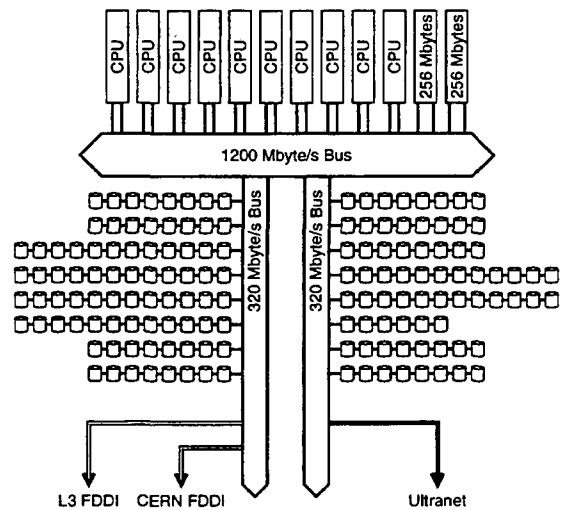 CPU
CPU
CPU
CPU
CPU
CPU
CPU
CPU
CPU
CPU
256 Mbytes
256 Mbytes
1200 Mbyte/s Bus
320 Mbyte/s Bus
320 Mbyte/s Bus
L3 FDDI
CERN FDDI
Ultranet